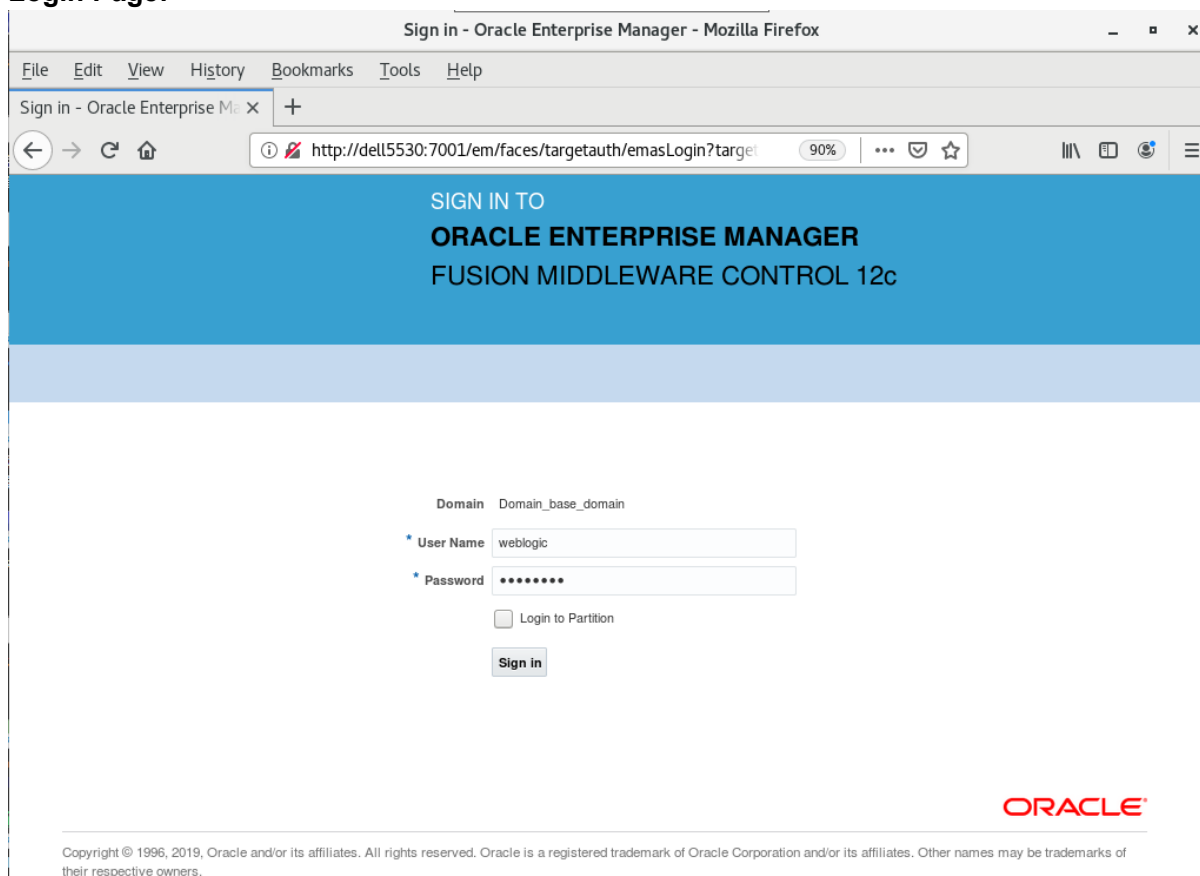 Login Page:
Sign in - Oracle Enterprise Manager - Mozilla Firefox
File Edit View History Bookmarks Tools Help
Sign in - Oracle Enterprise Ma
http://dell5530:7001/em/faces/targetauth/emasLogin?target 90%
SIGN IN TO
ORACLE ENTERPRISE MANAGER
FUSION MIDDLEWARE CONTROL 12c
Domain Domain_base_domain
* User Name weblogic
* Password ••••••••
Login to Partition
Sign in
ORACLE
Copyright © 1996, 2019, Oracle and/or its affiliates. All rights reserved. Oracle is a registered trademark of Oracle Corporation and/or its affiliates. Other names may be trademarks of
their respective owners.